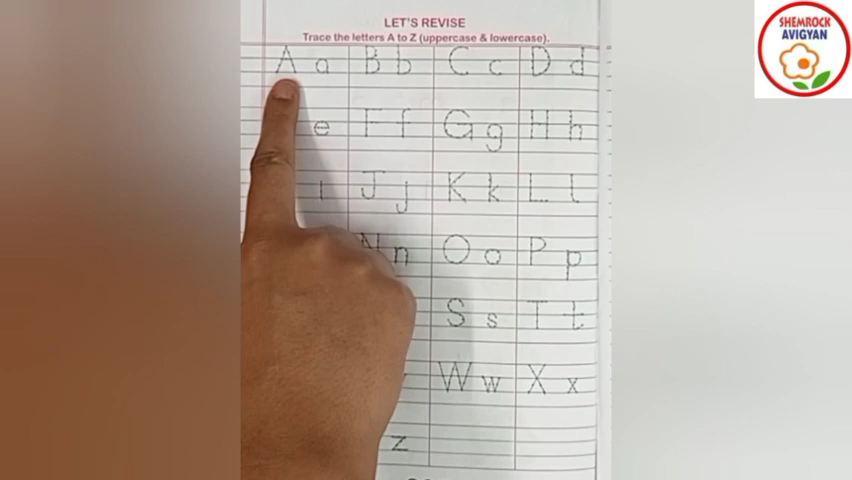 SHEMROCK
AVIGYAN
LET'S REVISE
Trace the letters A to Z (uppercase & lowercase).
A a B b C c D d
e F f G g H h
i J j K k L l
N n O o P p
S s T t
W w X x
z